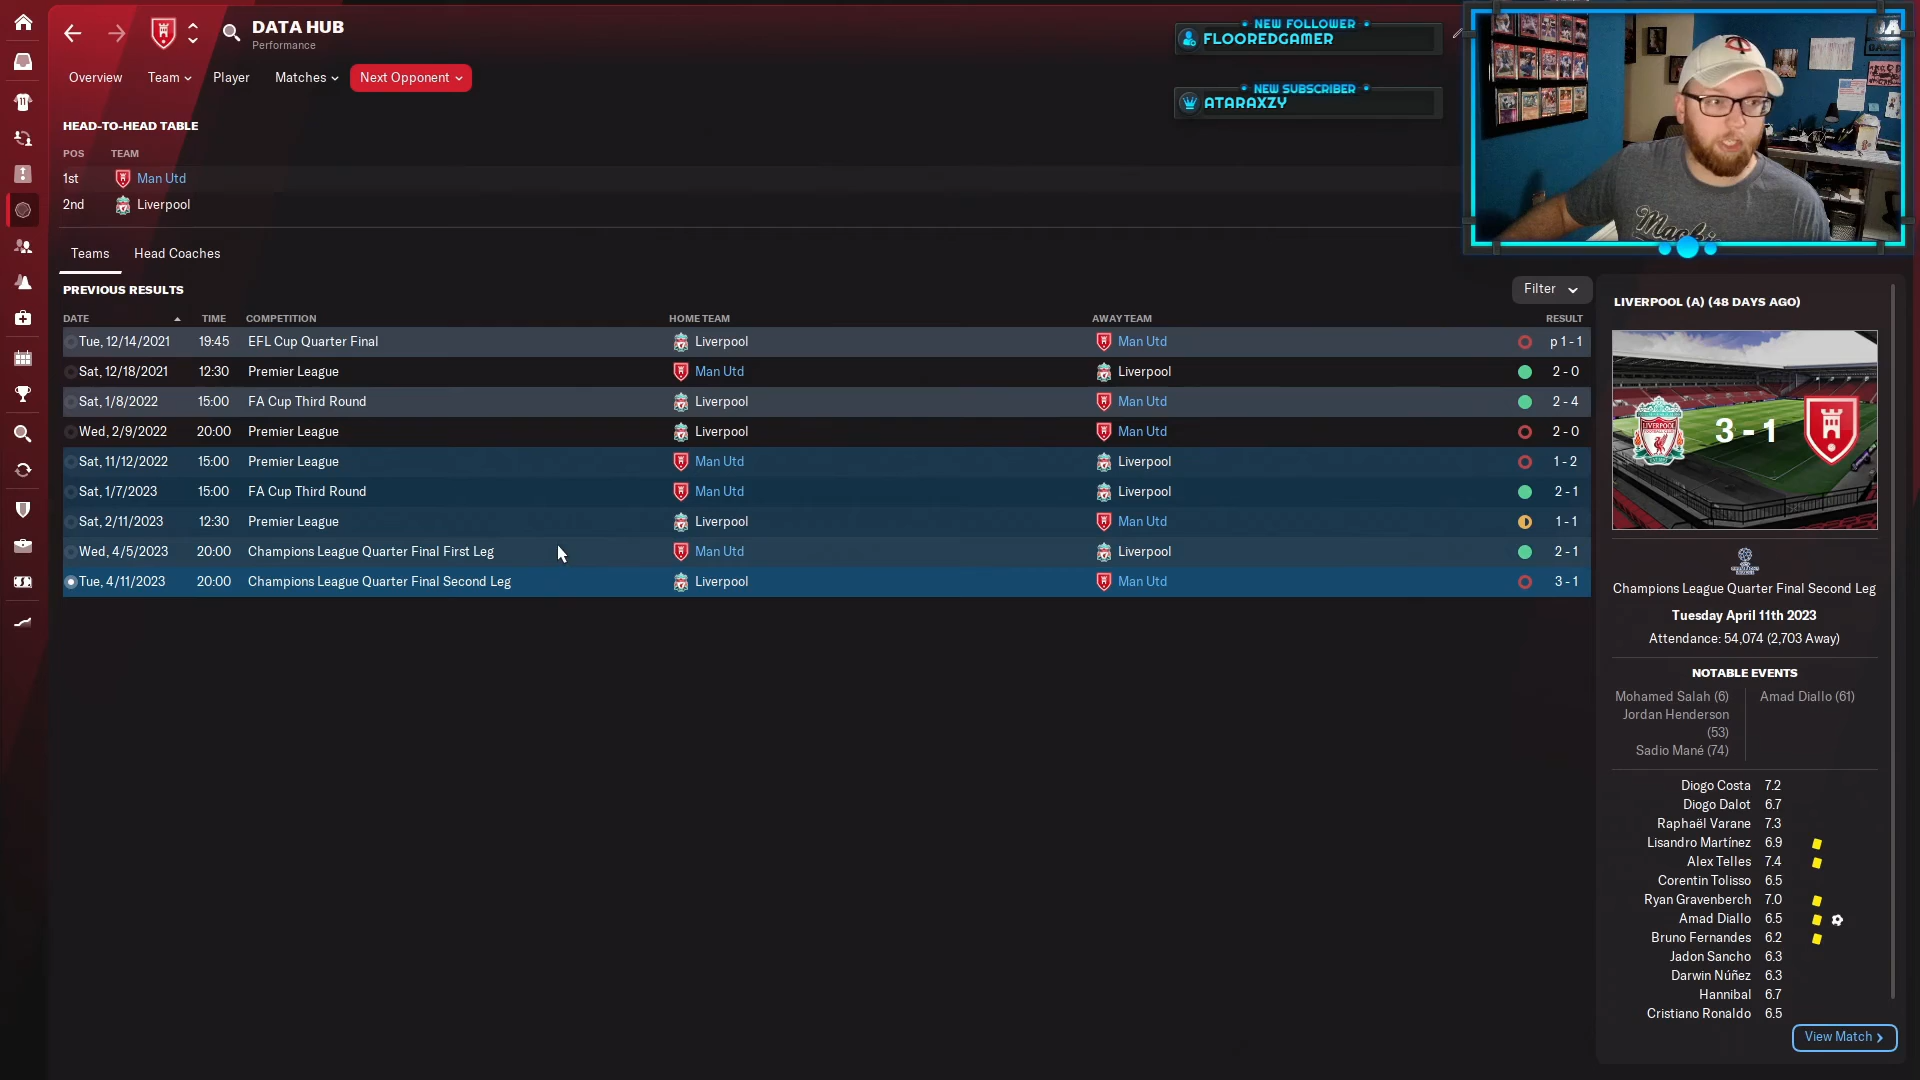 DATA HUB
Performance
NEW FOLLOWER
FLOOREDGAMER
NEW SUBSCRIBER
ATARAXZY
Overview
Team
Player
Matches
Next Opponent
HEAD-TO-HEAD TABLE
POS TEAM
1st Man Utd
2nd Liverpool
Teams
Head Coaches
PREVIOUS RESULTS
Filter
DATE TIME COMPETITION HOME TEAM AWAY TEAM RESULT
Tue, 12/14/2021 19:45 EFL Cup Quarter Final Liverpool Man Utd p 1 - 1
Sat, 12/18/2021 12:30 Premier League Man Utd Liverpool 2 - 0
Sat, 1/8/2022 15:00 FA Cup Third Round Liverpool Man Utd 2 - 4
Wed, 2/9/2022 20:00 Premier League Liverpool Man Utd 2 - 0
Sat, 11/12/2022 15:00 Premier League Man Utd Liverpool 1 - 2
Sat, 1/7/2023 15:00 FA Cup Third Round Man Utd Liverpool 2 - 1
Sat, 2/11/2023 12:30 Premier League Liverpool Man Utd 1 - 1
Wed, 4/5/2023 20:00 Champions League Quarter Final First Leg Man Utd Liverpool 2 - 1
Tue, 4/11/2023 20:00 Champions League Quarter Final Second Leg Liverpool Man Utd 3 - 1
LIVERPOOL (A) (48 DAYS AGO)
3 - 1
Champions League Quarter Final Second Leg
Tuesday April 11th 2023
Attendance: 54,074 (2,703 Away)
NOTABLE EVENTS
Mohamed Salah (6) Amad Diallo (61)
Jordan Henderson
(53)
Sadio Mané (74)
Diogo Costa 7.2
Diogo Dalot 6.7
Raphaël Varane 7.3
Lisandro Martínez 6.9
Alex Telles 7.4
Corentin Tolisso 6.5
Ryan Gravenberch 7.0
Amad Diallo 6.5
Bruno Fernandes 6.2
Jadon Sancho 6.3
Darwin Núñez 6.3
Hannibal 6.7
Cristiano Ronaldo 6.5
View Match